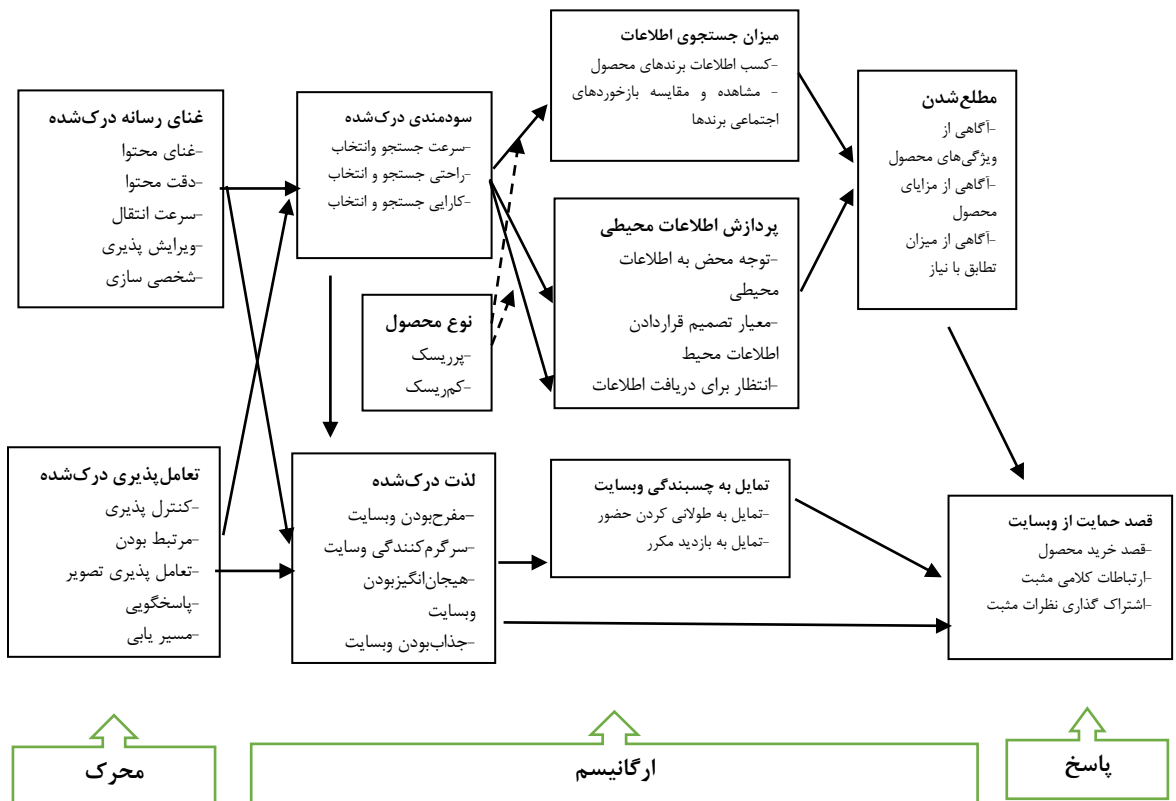 غنای رسانه درک‌شده
-غنای محتوا
-دقت محتوا
-سرعت انتقال
-ویرایش پذیری
-شخصی سازی
تعامل‌پذیری درک‌شده
-کنترل پذیری
-مرتبط بودن
-تعامل پذیری تصویر
-پاسخگویی
-مسیر یابی
سودمندی درک‌شده
-سرعت جستجو وانتخاب
-راحتی جستجو و انتخاب
-کارایی جستجو و انتخاب
نوع محصول
-پرریسک
-کم‌ریسک
لذت درک‌شده
-مفرح‌بودن وبسایت
-سرگرم‌کنندگی وسایت
-هیجان‌انگیزبودن
وبسایت
-جذاب‌بودن وبسایت
میزان جستجوی اطلاعات
-کسب اطلاعات برندهای محصول
- مشاهده و مقایسه بازخوردهای
اجتماعی برندها
پردازش اطلاعات محیطی
-توجه محض به اطلاعات
محیطی
-معیار تصمیم قراردادن
اطلاعات محیط
-انتظار برای دریافت اطلاعات
تمایل به چسبندگی وبسایت
-تمایل به طولانی کردن حضور
-تمایل به بازدید مکرر
مطلع‌شدن
-آگاهی از
ویژگی‌های محصول
-آگاهی از مزایای
محصول
-آگاهی از میزان
تطابق با نیاز
قصد حمایت از وبسایت
-قصد خرید محصول
-ارتباطات کلامی مثبت
-اشتراک گذاری نظرات مثبت
محرک
ارگانیسم
پاسخ